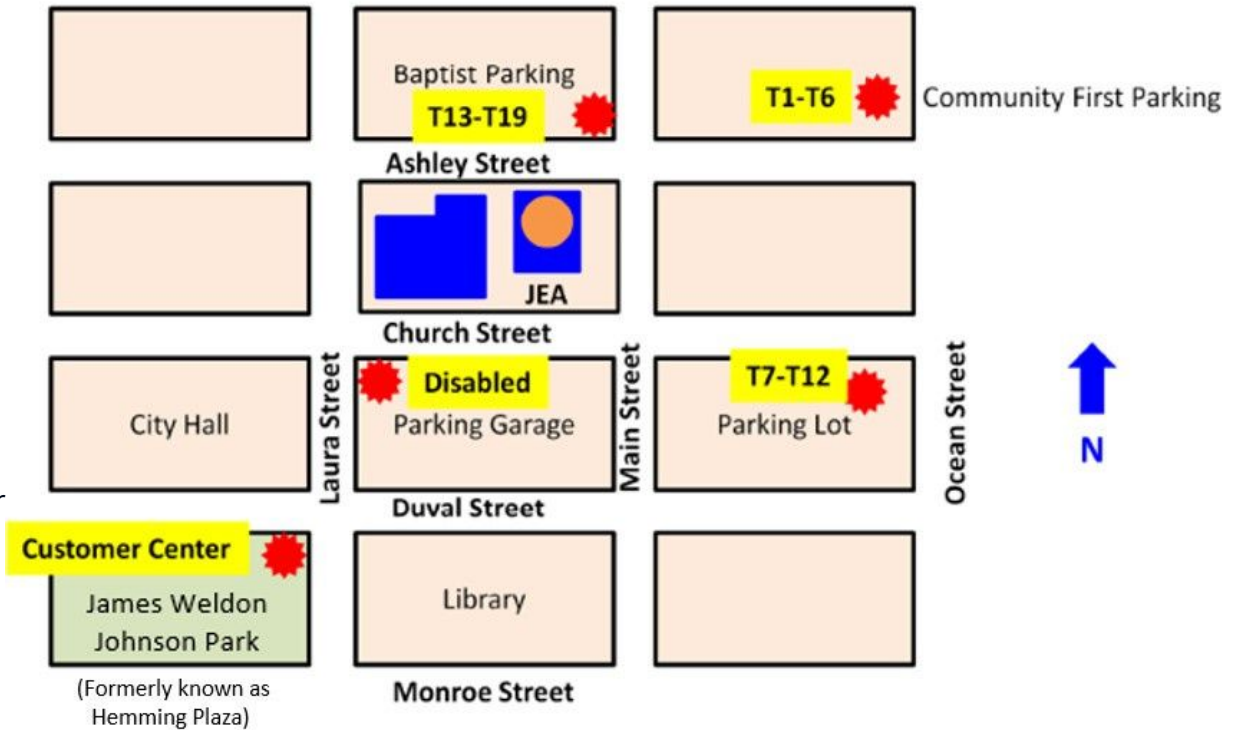 Baptist Parking
T13-T19
T1-T6
Community First Parking
Ashley Street
JEA
Church Street
Laura Street
Disabled
Parking Garage
Main Street
T7-T12
Parking Lot
Ocean Street
N
City Hall
Duval Street
Customer Center
James Weldon
Johnson Park
(Formerly known as
Hemming Plaza)
Library
Monroe Street